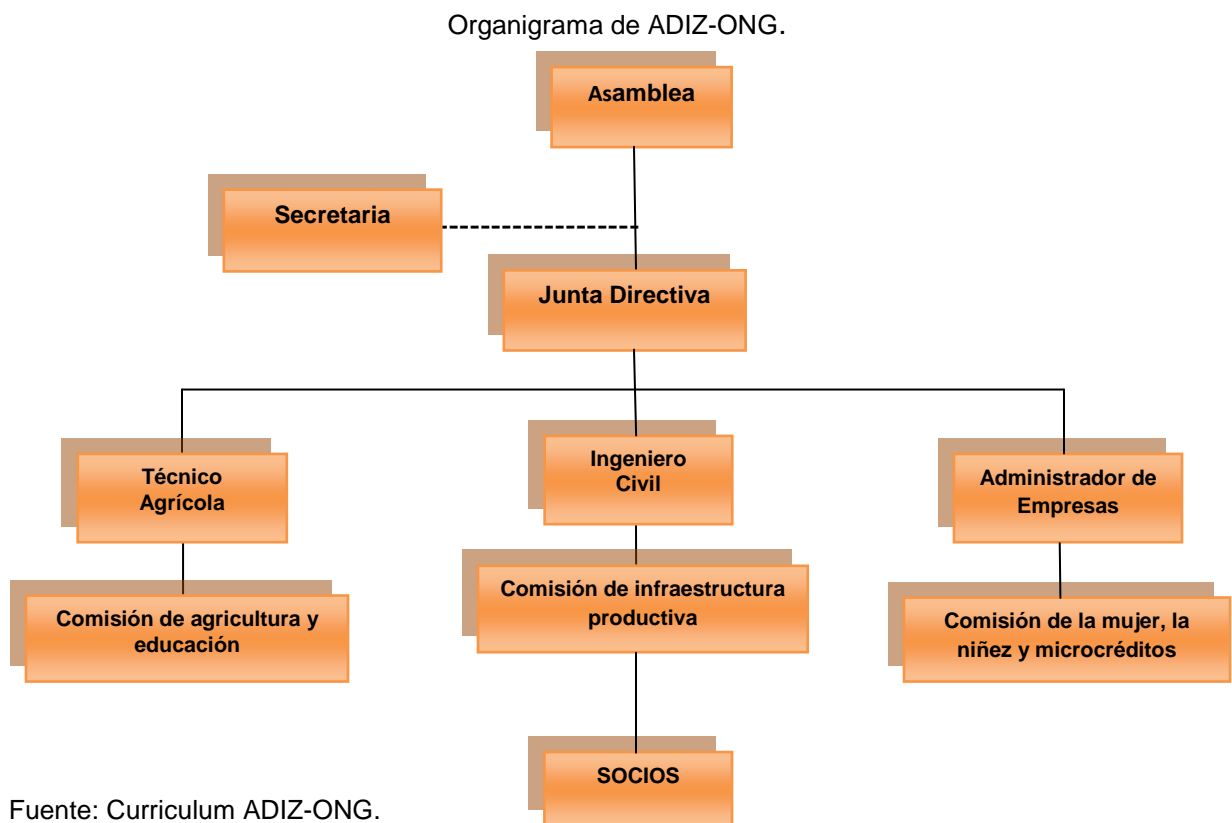 Organigrama de ADIZ-ONG.
Asamblea
Secretaria
Junta Directiva
Técnico
Agrícola
Ingeniero
Civil
Administrador de
Empresas
Comisión de agricultura y
educación
Comisión de infraestructura
productiva
Comisión de la mujer, la
niñez y microcréditos
SOCIOS
Fuente: Curriculum ADIZ-ONG.